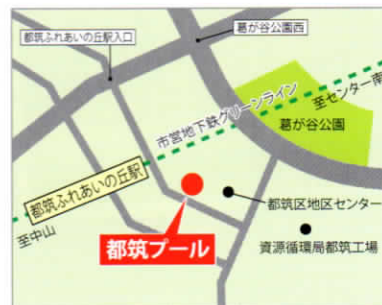 葛が谷公園西
都筑ふれあいの丘駅入口
至センター南
市営地下鉄グリーンライン
葛が谷公園
都筑ふれあいの丘駅
都筑区地区センター
至中山
都筑プール
資源循環局都筑工場